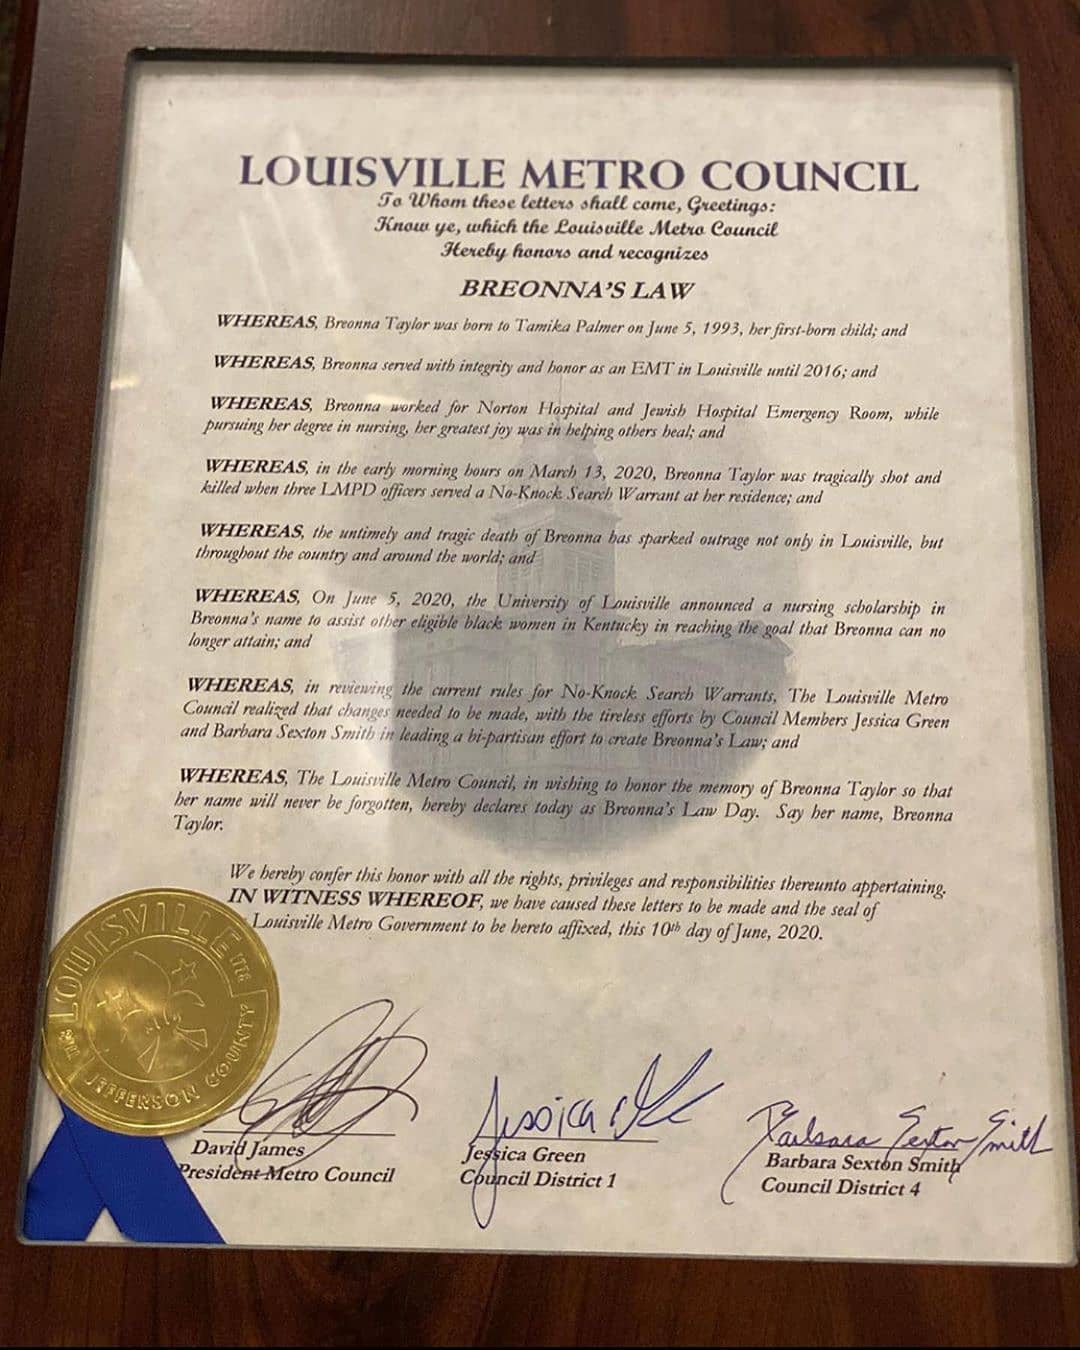 LOUISVILLE METRO COUNCIL
To Whom these letters shall come, Greetings:
Know ye, which the Louisville Metro Council
Hereby honors and recognizes
BREONNA'S LAW
WHEREAS, Breonna Taylor was born to Tamika Palmer on June 5, 1993, her first-born child; and
WHEREAS, Breonna served with integrity and honor as an EMT in Louisville until 2016; and
WHEREAS, Breonna worked for Norton Hospital and Jewish Hospital Emergency Room, while
pursuing her degree in nursing, her greatest joy was in helping others heal; and
WHEREAS, in the early morning hours on March 13, 2020, Breonna Taylor was tragically shot and
killed when three LMPD officers served a No-Knock Search Warrant at her residence; and
WHEREAS, the untimely and tragic death of Breonna has sparked outrage not only in Louisville, but
throughout the country and around the world; and
WHEREAS, On June 5, 2020, the University of Louisville announced a nursing scholarship in
Breonna's name to assist other eligible black women in Kentucky in reaching the goal that Breonna can no
longer attain; and
WHEREAS, in reviewing the current rules for No-Knock Search Warrants, The Louisville Metro
Council realized that changes needed to be made, with the tireless efforts by Council Members Jessica Green
and Barbara Sexton Smith in leading a bi-partisan effort to create Breonna's Law; and
WHEREAS, The Louisville Metro Council, in wishing to honor the memory of Breonna Taylor so that
her name will never be forgotten, hereby declares today as Breonna's Law Day. Say her name, Breonna
Taylor.
We hereby confer this honor with all the rights, privileges and responsibilities thereunto appertaining.
IN WITNESS WHEREOF, we have caused these letters to be made and the seal of
Louisville Metro Government to be hereto affixed, this 10th day of June, 2020.
LOUISVILLE
1778
JEFFERSON COUNTY
Jessica
Barbara Sexton Smith
David James
President Metro Council
Jessica Green
Council District 1
Barbara Sexton Smith
Council District 4